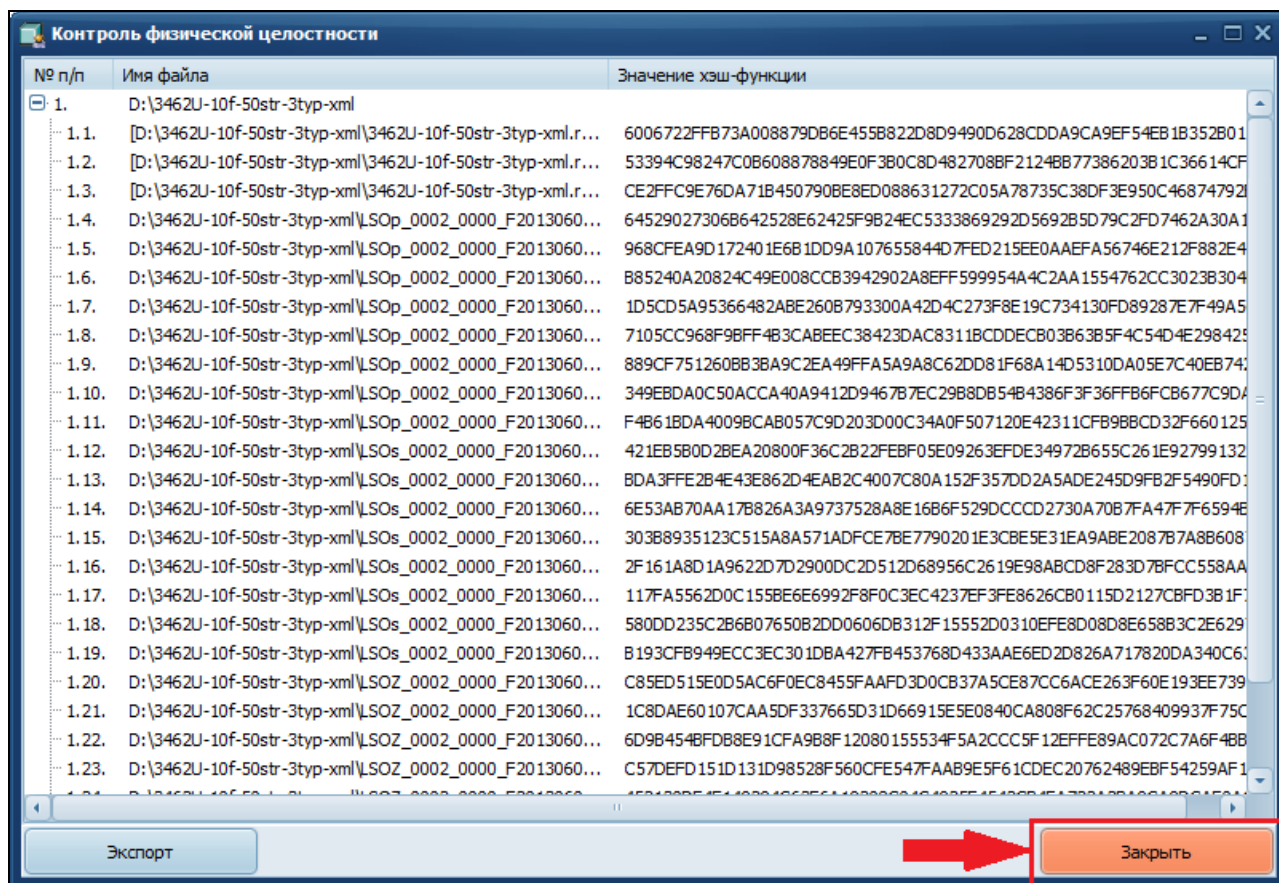 Контроль физической целостности
№ п/п Имя файла Значение хэш-функции
1. D:\3462U-10f-50str-3typ-xml
1.1. [D:\3462U-10f-50str-3typ-xml\3462U-10f-50str-3typ-xml.r... 6006722FFB73A008879DB6E455B822D8D9490D628CDDA9CA9EF54EB1B352B01
1.2. [D:\3462U-10f-50str-3typ-xml\3462U-10f-50str-3typ-xml.r... 53394C98247C0B608878849E0F3B0C8D482708BF2124BB77386203B1C36614CF
1.3. [D:\3462U-10f-50str-3typ-xml\3462U-10f-50str-3typ-xml.r... CE2FFC9E76DA71B450790BE8ED088631272C05A78735C38DF3E950C46874792
1.4. D:\3462U-10f-50str-3typ-xml\LSOp_0002_0000_F2013060... 64529027306B642528E62425F9B24EC5333869292D5692B5D79C2FD7462A30A1
1.5. D:\3462U-10f-50str-3typ-xml\LSOp_0002_0000_F2013060... 968CFEA9D172401E6B1DD9A107655844D7FED215EE0AAEFA56746E212F882E4
1.6. D:\3462U-10f-50str-3typ-xml\LSOp_0002_0000_F2013060... B85240A20824C49E008CCB3942902A8EFF599954A4C2AA1554762CC3023B304
1.7. D:\3462U-10f-50str-3typ-xml\LSOp_0002_0000_F2013060... 1D5CD5A95366482ABE260B793300A42D4C273F8E19C734130FD89287E7F49A5
1.8. D:\3462U-10f-50str-3typ-xml\LSOp_0002_0000_F2013060... 7105CC968F9BFF4B3CABEEC38423DAC8311BCDDECB03B63B5F4C54D4E298425
1.9. D:\3462U-10f-50str-3typ-xml\LSOp_0002_0000_F2013060... 889CF751260BB3BA9C2EA49FFA5A9A8C62DD81F68A14D5310DA05E7C40EB74
1.10. D:\3462U-10f-50str-3typ-xml\LSOp_0002_0000_F2013060... 349EBDA0C50ACCA40A9412D9467B7EC29B8DB54B4386F3F36FFB6FCB677C9DA
1.11. D:\3462U-10f-50str-3typ-xml\LSOp_0002_0000_F2013060... F4B61BDA4009BCAB057C9D203D00C34A0F507120E42311CFB9BBCD32F660125
1.12. D:\3462U-10f-50str-3typ-xml\LSOs_0002_0000_F2013060... 421EB5B0D2BEA20800F36C2B22FEBF05E09263EFDE34972B655C261E92799132
1.13. D:\3462U-10f-50str-3typ-xml\LSOs_0002_0000_F2013060... BDA3FFE2B4E43E862D4EAB2C4007C80A152F357DD2A5ADE245D9FB2F5490FD1
1.14. D:\3462U-10f-50str-3typ-xml\LSOs_0002_0000_F2013060... 6E53AB70AA17B826A3A9737528A8E16B6F529DCCCD2730A70B7FA47F7F6594B
1.15. D:\3462U-10f-50str-3typ-xml\LSOs_0002_0000_F2013060... 303B8935123C515A8A571ADFCE7BE7790201E3CBE5E31EA9ABE2087B7A8B608
1.16. D:\3462U-10f-50str-3typ-xml\LSOs_0002_0000_F2013060... 2F161A8D1A9622D7D2900DC2D512D68956C2619E98ABCD8F283D7BFCC558AA
1.17. D:\3462U-10f-50str-3typ-xml\LSOs_0002_0000_F2013060... 117FA5562D0C155BE6E6992F8F0C3EC4237EF3FE8626CB0115D2127CBFD3B1F
1.18. D:\3462U-10f-50str-3typ-xml\LSOs_0002_0000_F2013060... 580DD235C2B6B07650B2DD0606DB312F15552D0310EFE8D08D8E658B3C2E629
1.19. D:\3462U-10f-50str-3typ-xml\LSOs_0002_0000_F2013060... B193CFB949ECC3EC301DBA427FB453768D433AAE6ED2D826A717820DA340C6
1.20. D:\3462U-10f-50str-3typ-xml\LSOZ_0002_0000_F2013060... C85ED515E0D5AC6F0EC8455FAAFD3D0CB37A5CE87CC6ACE263F60E193EE739
1.21. D:\3462U-10f-50str-3typ-xml\LSOZ_0002_0000_F2013060... 1C8DAE60107CAA5DF337665D31D66915E5E0840CA808F62C25768409937F75C
1.22. D:\3462U-10f-50str-3typ-xml\LSOZ_0002_0000_F2013060... 6D9B454BFDB8E91CFA9B8F12080155534F5A2CCC5F12EFFE89AC072C7A6F4BB
1.23. D:\3462U-10f-50str-3typ-xml\LSOZ_0002_0000_F2013060... C57DEFD151D131D98528F560CFE547FAAB9E5F61CDEC20762489EBF54259AF1
Экспорт Закрыть